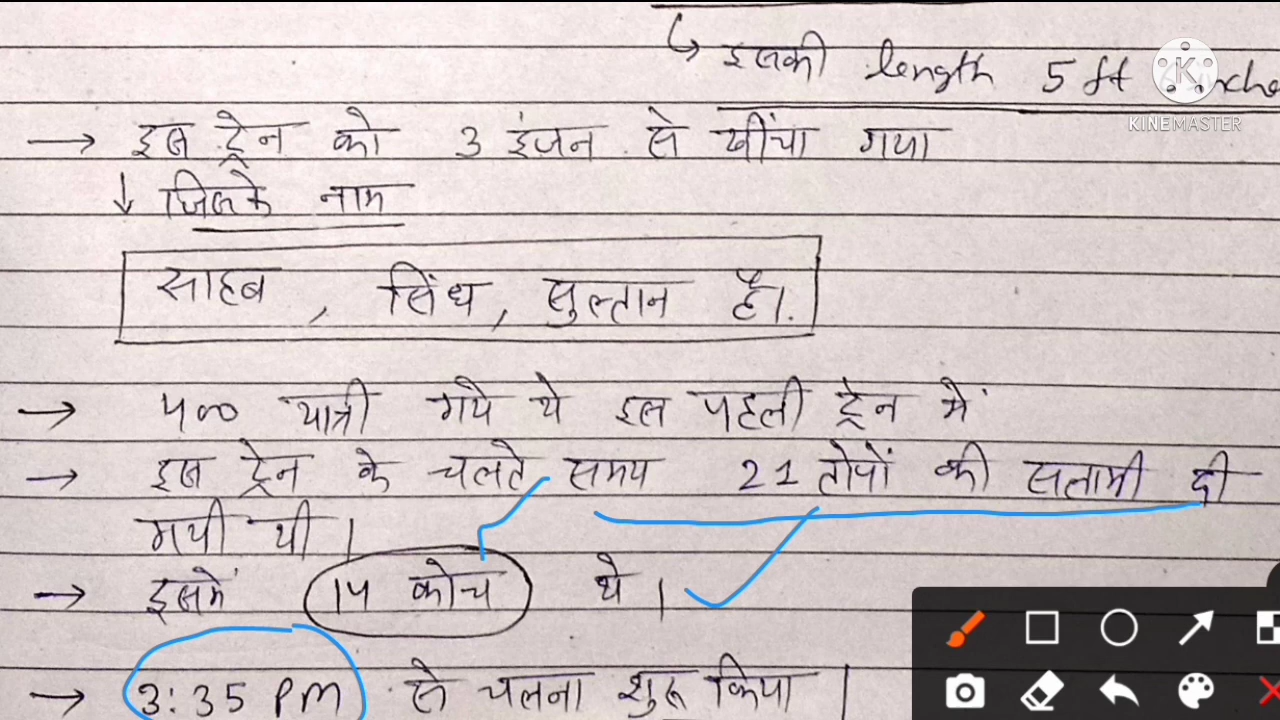 ↳ इसकी length 5 ft
KINEMASTER
→ इस ट्रेन को 3 इंजन से खींचा गया
↓ जिसके नाम
साहब , सिंध, सुल्तान है।.
→ 400 यात्री गये थे इस पहली ट्रेन में
→ इस ट्रेन के चलते समय 21 तोपों की सलामी दी
गयी थी ।
→ इसमें 14 कोच थे ।
→ 3:35 PM से चलना शुरू किया ।